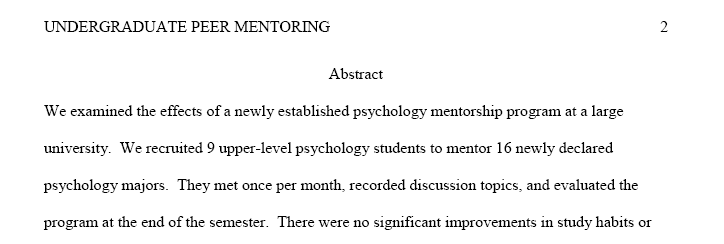 UNDERGRADUATE PEER MENTORING 2
Abstract
We examined the effects of a newly established psychology mentorship program at a large
university.  We recruited 9 upper-level psychology students to mentor 16 newly declared
psychology majors.  They met once per month, recorded discussion topics, and evaluated the
program at the end of the semester.  There were no significant improvements in study habits or